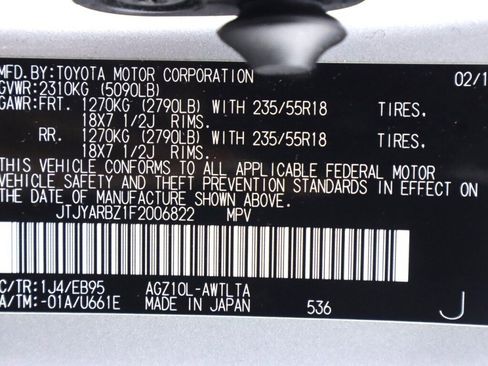 MFD.BY:TOYOTA MOTOR CORPORATION 02/1
GVWR:2310KG (5090LB)
GAWR:FRT. 1270KG (2790LB) WITH 235/55R18 TIRES,
18X7 1/2J RIMS.
RR. 1270KG (2790LB) WITH 235/55R18 TIRES,
18X7 1/2J RIMS.
THIS VEHICLE CONFORMS TO ALL APPLICABLE FEDERAL MOTOR
VEHICLE SAFETY AND THEFT PREVENTION STANDARDS IN EFFECT ON
THE DATE OF MANUFACTURE SHOWN ABOVE.
JTJYARBZ1F2006822 MPV
C/TR:1J4/EB95 AGZ10L-AWTLTA
A/TM:-01A/U661E MADE IN JAPAN 536 J